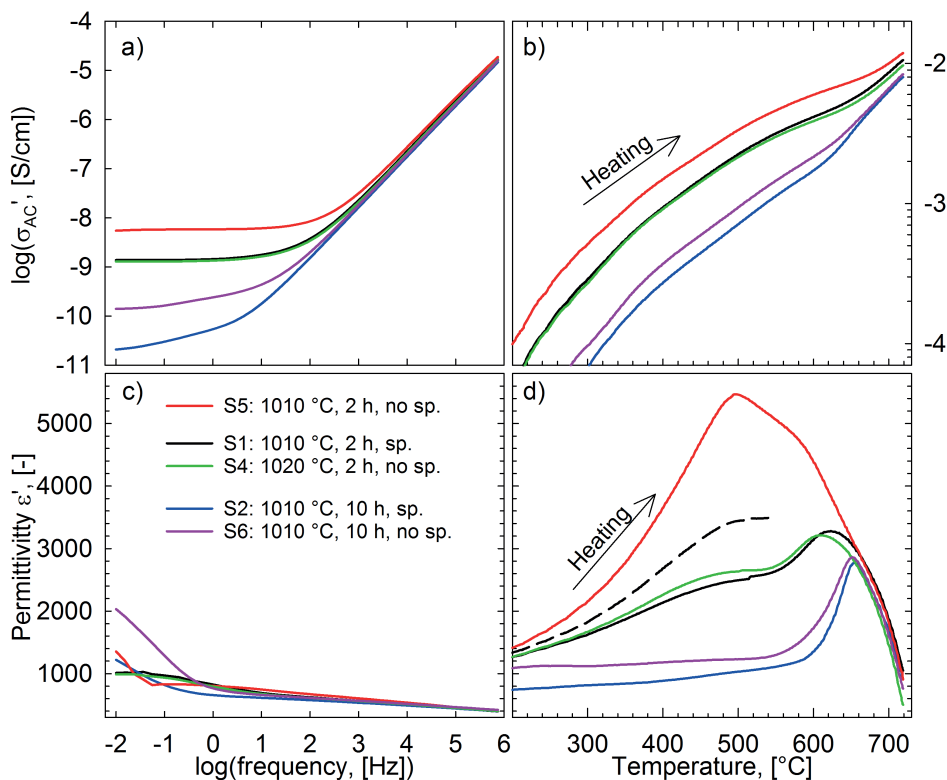 a)
b)
-4
-5
-6
-7
-8
-9
-10
-11
log(σAC', [S/cm])
Heating
-2
-3
-4
c)
d)
S5: 1010 °C, 2 h, no sp.
S1: 1010 °C, 2 h, sp.
S4: 1020 °C, 2 h, no sp.
S2: 1010 °C, 10 h, sp.
S6: 1010 °C, 10 h, no sp.
5000
4000
3000
2000
1000
Permittivitty ε', [-]
Heating
-2 -1 0 1 2 3 4 5 6
log(frequency, [Hz])
300 400 500 600 700
Temperature, [°C]